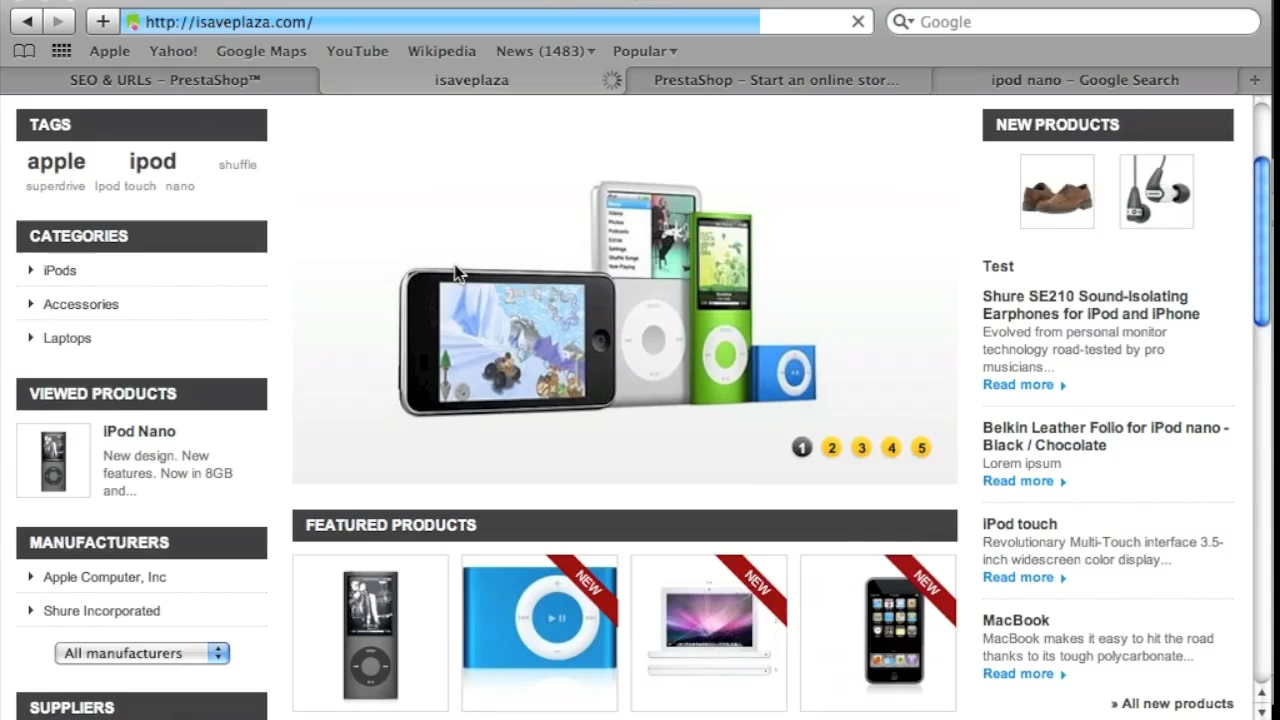 http://isaveplaza.com/
Google
Apple Yahoo! Google Maps YouTube Wikipedia News (1483) Popular
SEO & URLs – PrestaShop™
isaveplaza
PrestaShop – Start an online stor...
ipod nano – Google Search
TAGS
apple ipod shuffle
superdrive Ipod touch nano
CATEGORIES
iPods
Accessories
Laptops
VIEWED PRODUCTS
iPod Nano
New design. New
features. Now in 8GB
and...
MANUFACTURERS
Apple Computer, Inc
Shure Incorporated
All manufacturers
SUPPLIERS
1 2 3 4 5
FEATURED PRODUCTS
NEW
NEW
NEW
NEW PRODUCTS
Test
Shure SE210 Sound-Isolating
Earphones for iPod and iPhone
Evolved from personal monitor
technology road-tested by pro
musicians...
Read more
Belkin Leather Folio for iPod nano -
Black / Chocolate
Lorem ipsum
Read more
iPod touch
Revolutionary Multi-Touch interface 3.5-
inch widescreen color display...
Read more
MacBook
MacBook makes it easy to hit the road
thanks to its tough polycarbonate...
Read more
» All new products